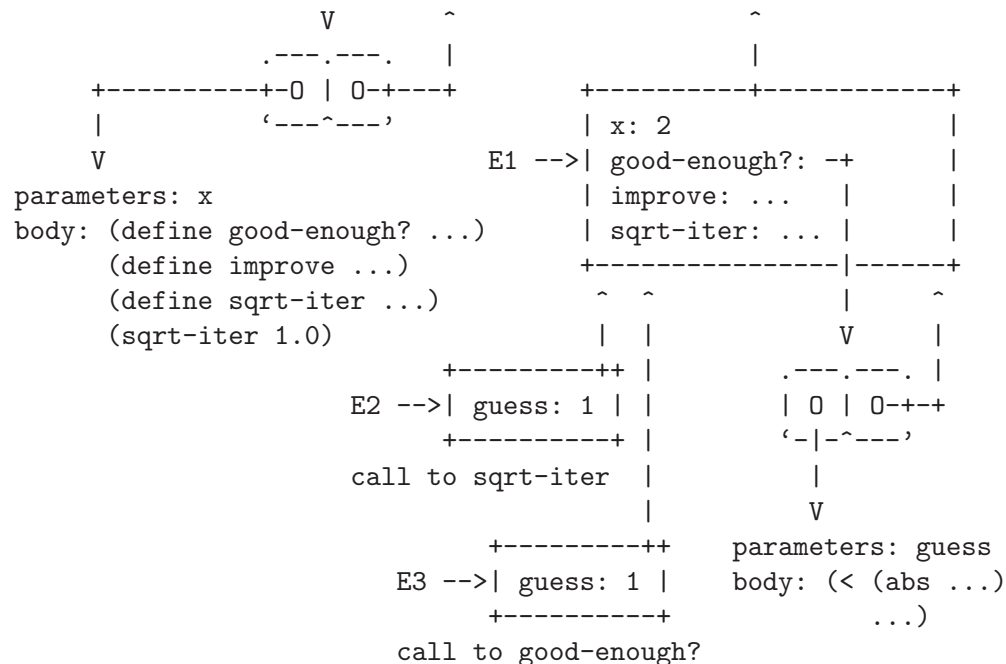 V         ^                         ^
                      .---.---.    |                         |
       +----------+-O | O-+---+          +----------+------------+
       |             ‘---^---’              | x: 2                  |
       V                             E1 -->| good-enough?: -+      |
parameters: x                              | improve: ...   |      |
body: (define good-enough? ...)            | sqrt-iter: ... |      |
      (define improve ...)                 +----------------|------+
      (define sqrt-iter ...)                 ^  ^           |      ^
      (sqrt-iter 1.0)                        |  |           V      |
                                  +---------++ |        .---.---. |
                           E2 -->| guess: 1 | |        | O | O-+-+
                                  +----------+ |        ‘-|-^---’
                           call to sqrt-iter  |          |
                                               |          V
                                     +---------++   parameters: guess
                              E3 -->| guess: 1 |   body: (< (abs ...)
                                     +----------+            ...)
                              call to good-enough?